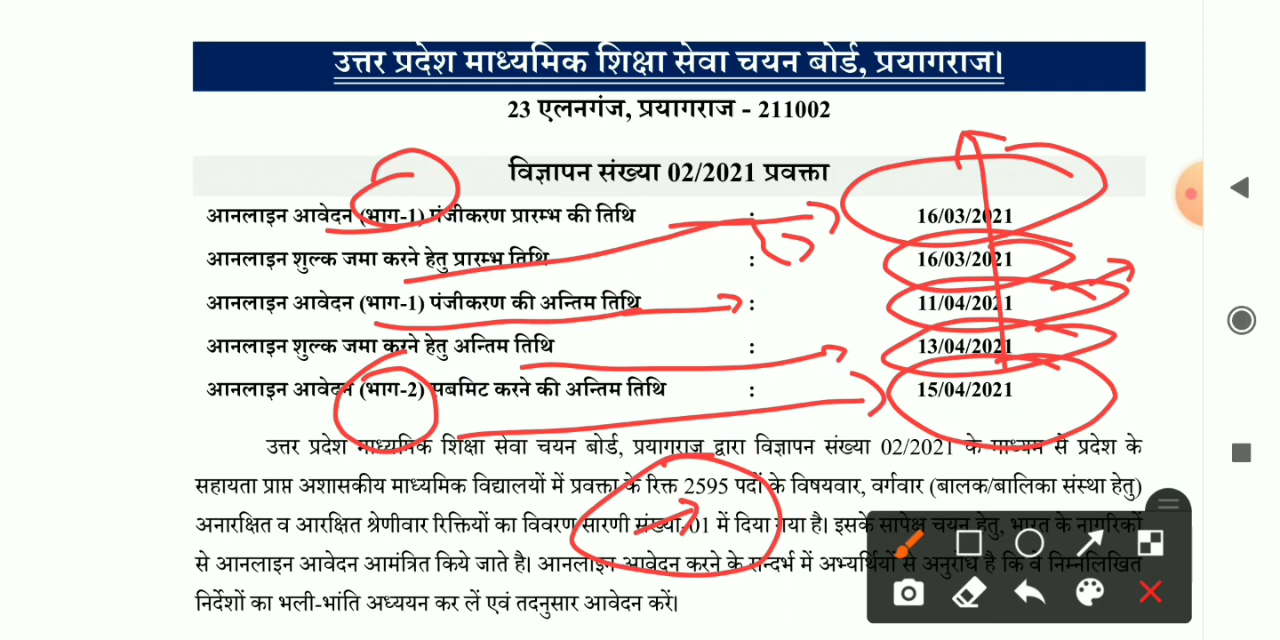 उत्तर प्रदेश माध्यमिक शिक्षा सेवा चयन बोर्ड, प्रयागराज।
23 एलनगंज, प्रयागराज - 211002
विज्ञापन संख्या 02/2021 प्रवक्ता
आनलाइन आवेदन (भाग-1) पंजीकरण प्रारम्भ की तिथि : 16/03/2021
आनलाइन शुल्क जमा करने हेतु प्रारम्भ तिथि : 16/03/2021
आनलाइन आवेदन (भाग-1) पंजीकरण की अन्तिम तिथि : 11/04/2021
आनलाइन शुल्क जमा करने हेतु अन्तिम तिथि : 13/04/2021
आनलाइन आवेदन (भाग-2) सबमिट करने की अन्तिम तिथि : 15/04/2021
उत्तर प्रदेश माध्यमिक शिक्षा सेवा चयन बोर्ड, प्रयागराज द्वारा विज्ञापन संख्या 02/2021 के माध्यम से प्रदेश के
सहायता प्राप्त अशासकीय माध्यमिक विद्यालयों में प्रवक्ता के रिक्त 2595 पदों के विषयवार, वर्गवार (बालक/बालिका संस्था हेतु)
अनारक्षित व आरक्षित श्रेणीवार रिक्तियों का विवरण सारणी संख्या 01 में दिया गया है। इसके सापेक्ष चयन हेतु, भारत के नागरिकों
से आनलाइन आवेदन आमंत्रित किये जाते है। आनलाइन आवेदन करने के सन्दर्भ में अभ्यर्थियों से अनुरोध है कि वे निम्नलिखित
निर्देशों का भली-भांति अध्ययन कर लें एवं तदनुसार आवेदन करें।